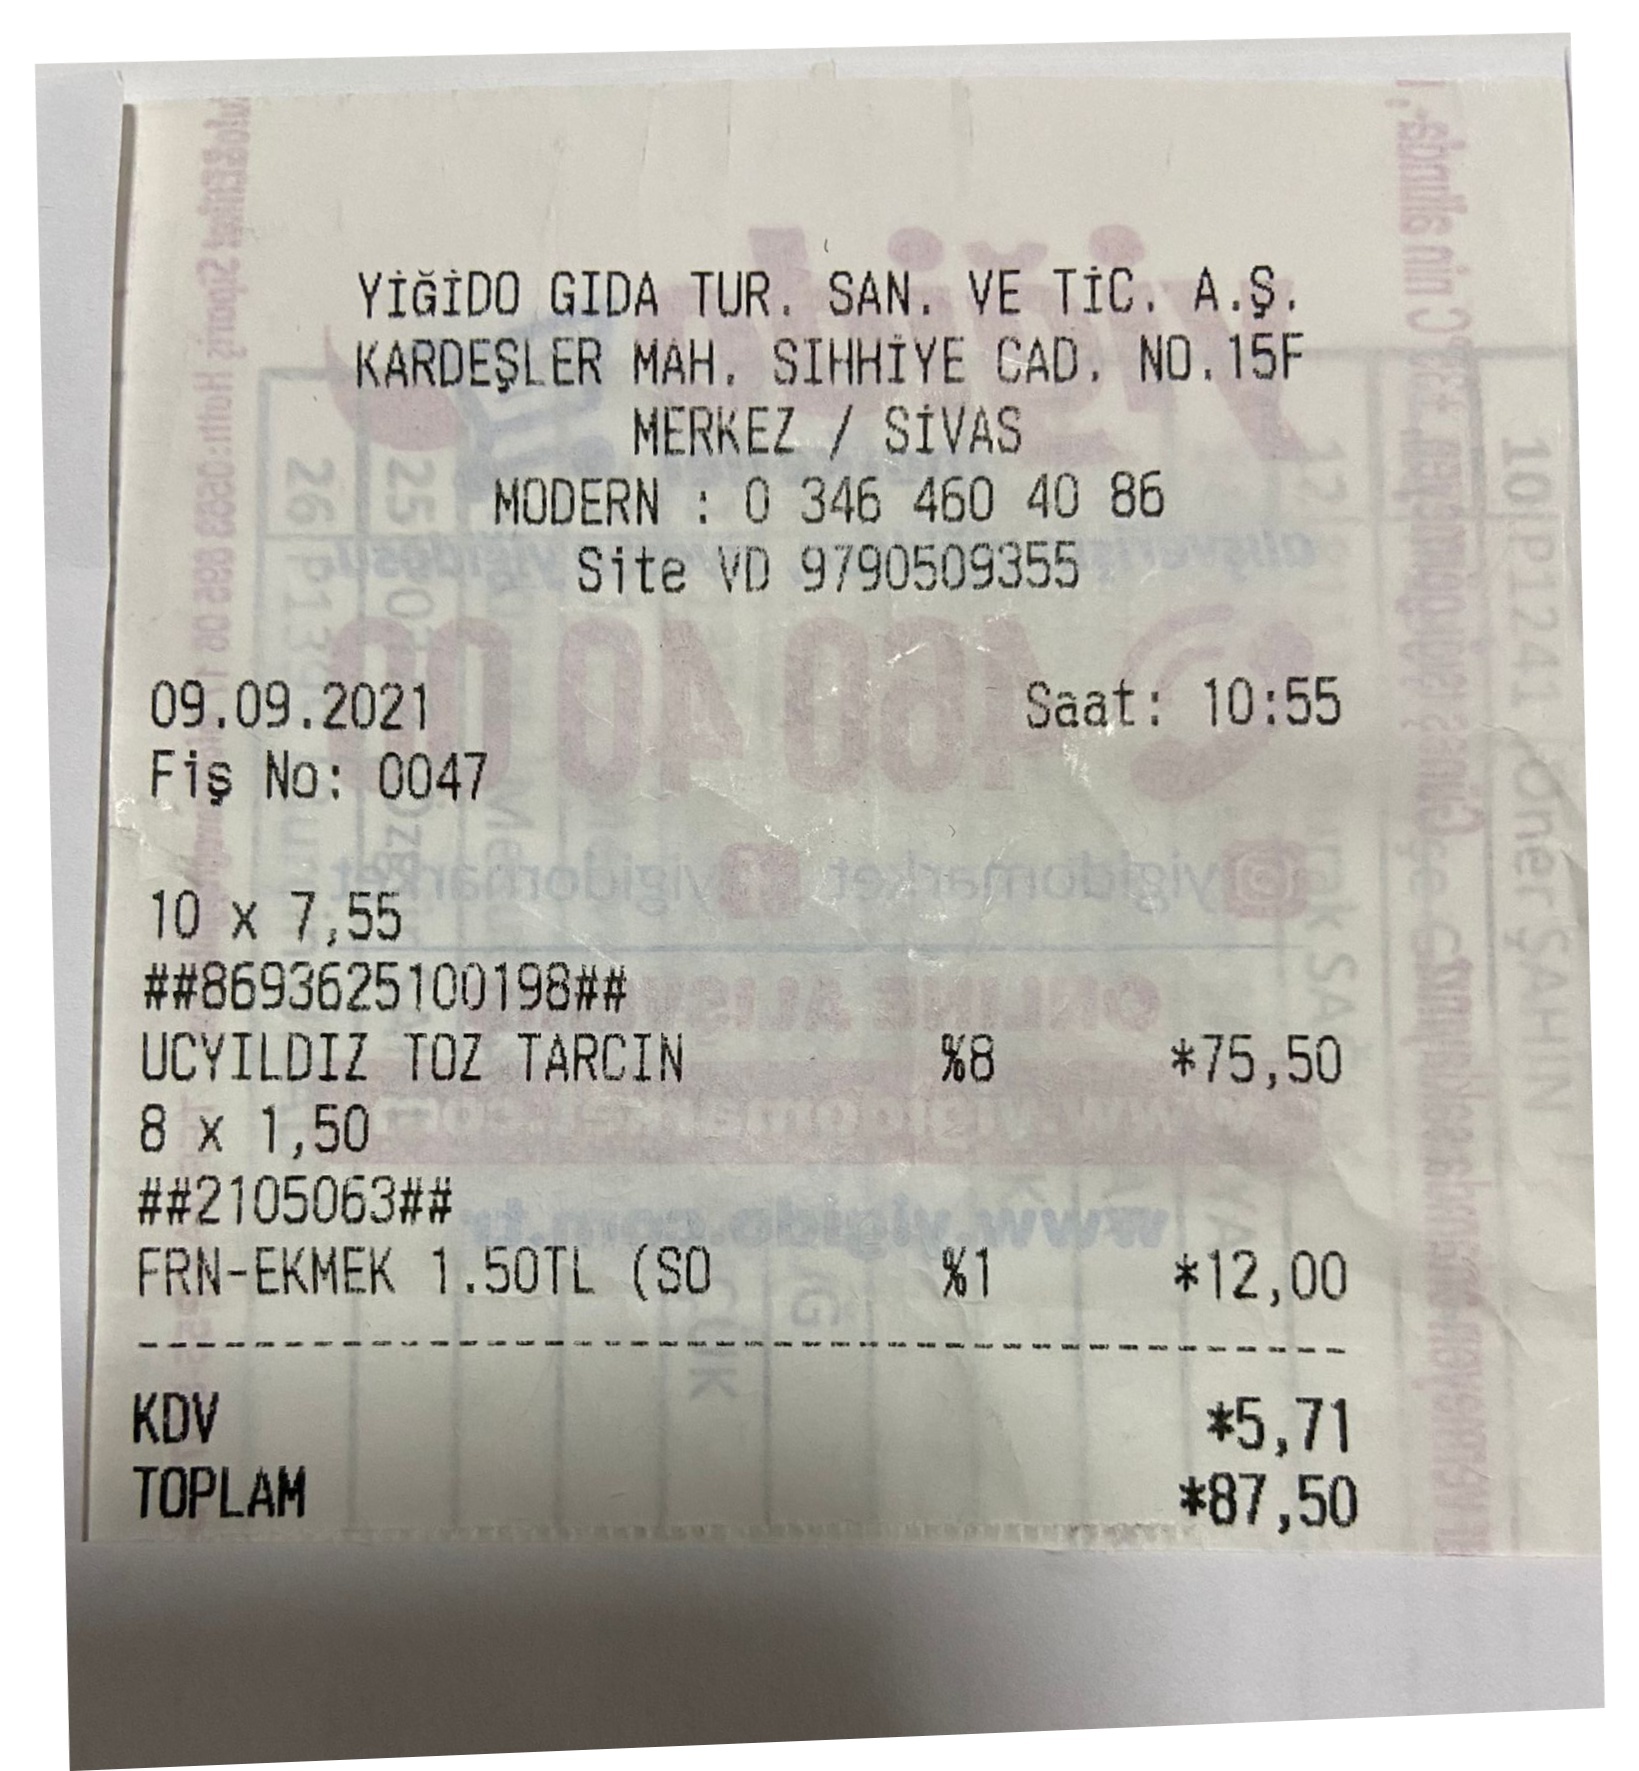 YİĞİDO GIDA TUR. SAN. VE TİC. A.Ş.
KARDEŞLER MAH. SIHHİYE CAD. NO.15F
MERKEZ / SİVAS
MODERN : 0 346 460 40 86
Site VD 9790509355
09.09.2021 Saat: 10:55
Fiş No: 0047
10 x 7,55
##8693625100198##
UCYILDIZ TOZ TARCIN %8 *75,50
8 x 1,50
##2105063##
FRN-EKMEK 1.50TL (SO %1 *12,00
KDV *5,71
TOPLAM *87,50